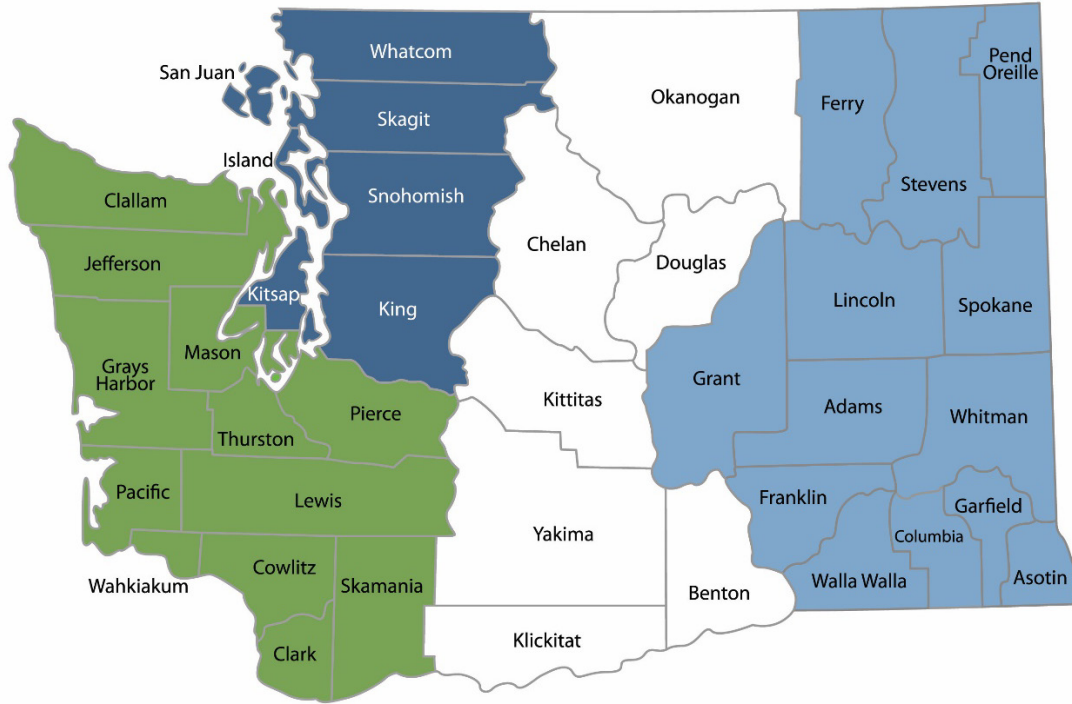 Whatcom
San Juan
Skagit
Island
Snohomish
Clallam
Jefferson
Kitsap
King
Mason
Grays
Harbor
Thurston
Pierce
Pacific
Lewis
Wahkiakum
Cowlitz
Skamania
Clark
Okanogan
Chelan
Douglas
Kittitas
Yakima
Benton
Klickitat
Ferry
Stevens
Pend
Oreille
Lincoln
Spokane
Grant
Adams
Whitman
Franklin
Garfield
Columbia
Walla Walla
Asotin